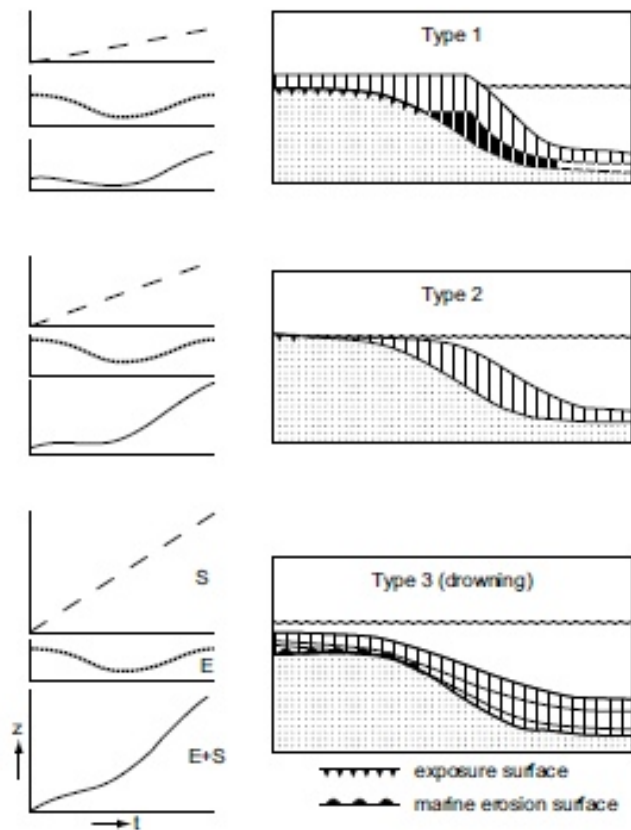 Type 1
Type 2
Type 3 (drowning)
S
E
z
E+S
t
exposure surface
marine erosion surface